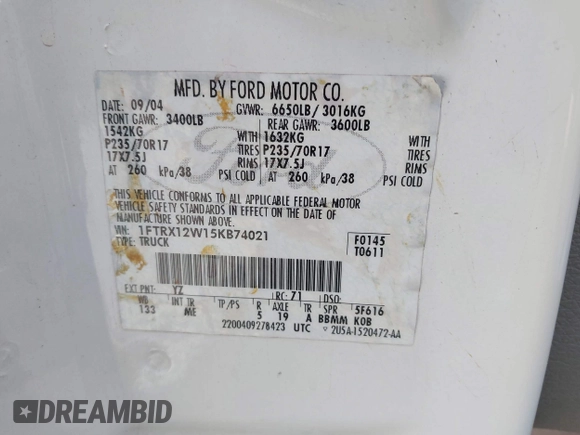 MFD. BY FORD MOTOR CO.
DATE: 09/04 GVWR: 6650LB/ 3016KG
FRONT GAWR: 3400LB REAR GAWR: 3600LB
1542KG WITH 1632KG WITH
P235/70R17 TIRES P235/70R17 TIRES
17X7.5J RIMS 17X7.5J RIMS
AT 260 kPa/38 PSI COLD AT 260 kPa/38 PSI COLD
THIS VEHICLE CONFORMS TO ALL APPLICABLE FEDERAL MOTOR
VEHICLE SAFETY STANDARDS IN EFFECT ON THE DATE OF
MANUFACTURE SHOWN ABOVE.
VIN: 1FTRX12W15KB74021 F0145
TYPE: TRUCK T0611
EXT PNT: YZ RC: 71 DSO:
WB INT TR TP/PS R AXLE TR SPR 5F616
133 ME 5 19 A BBMM KOB
2200409278423 UTC ▽ 2U5A-1520472-AA
Ford
DREAMBID